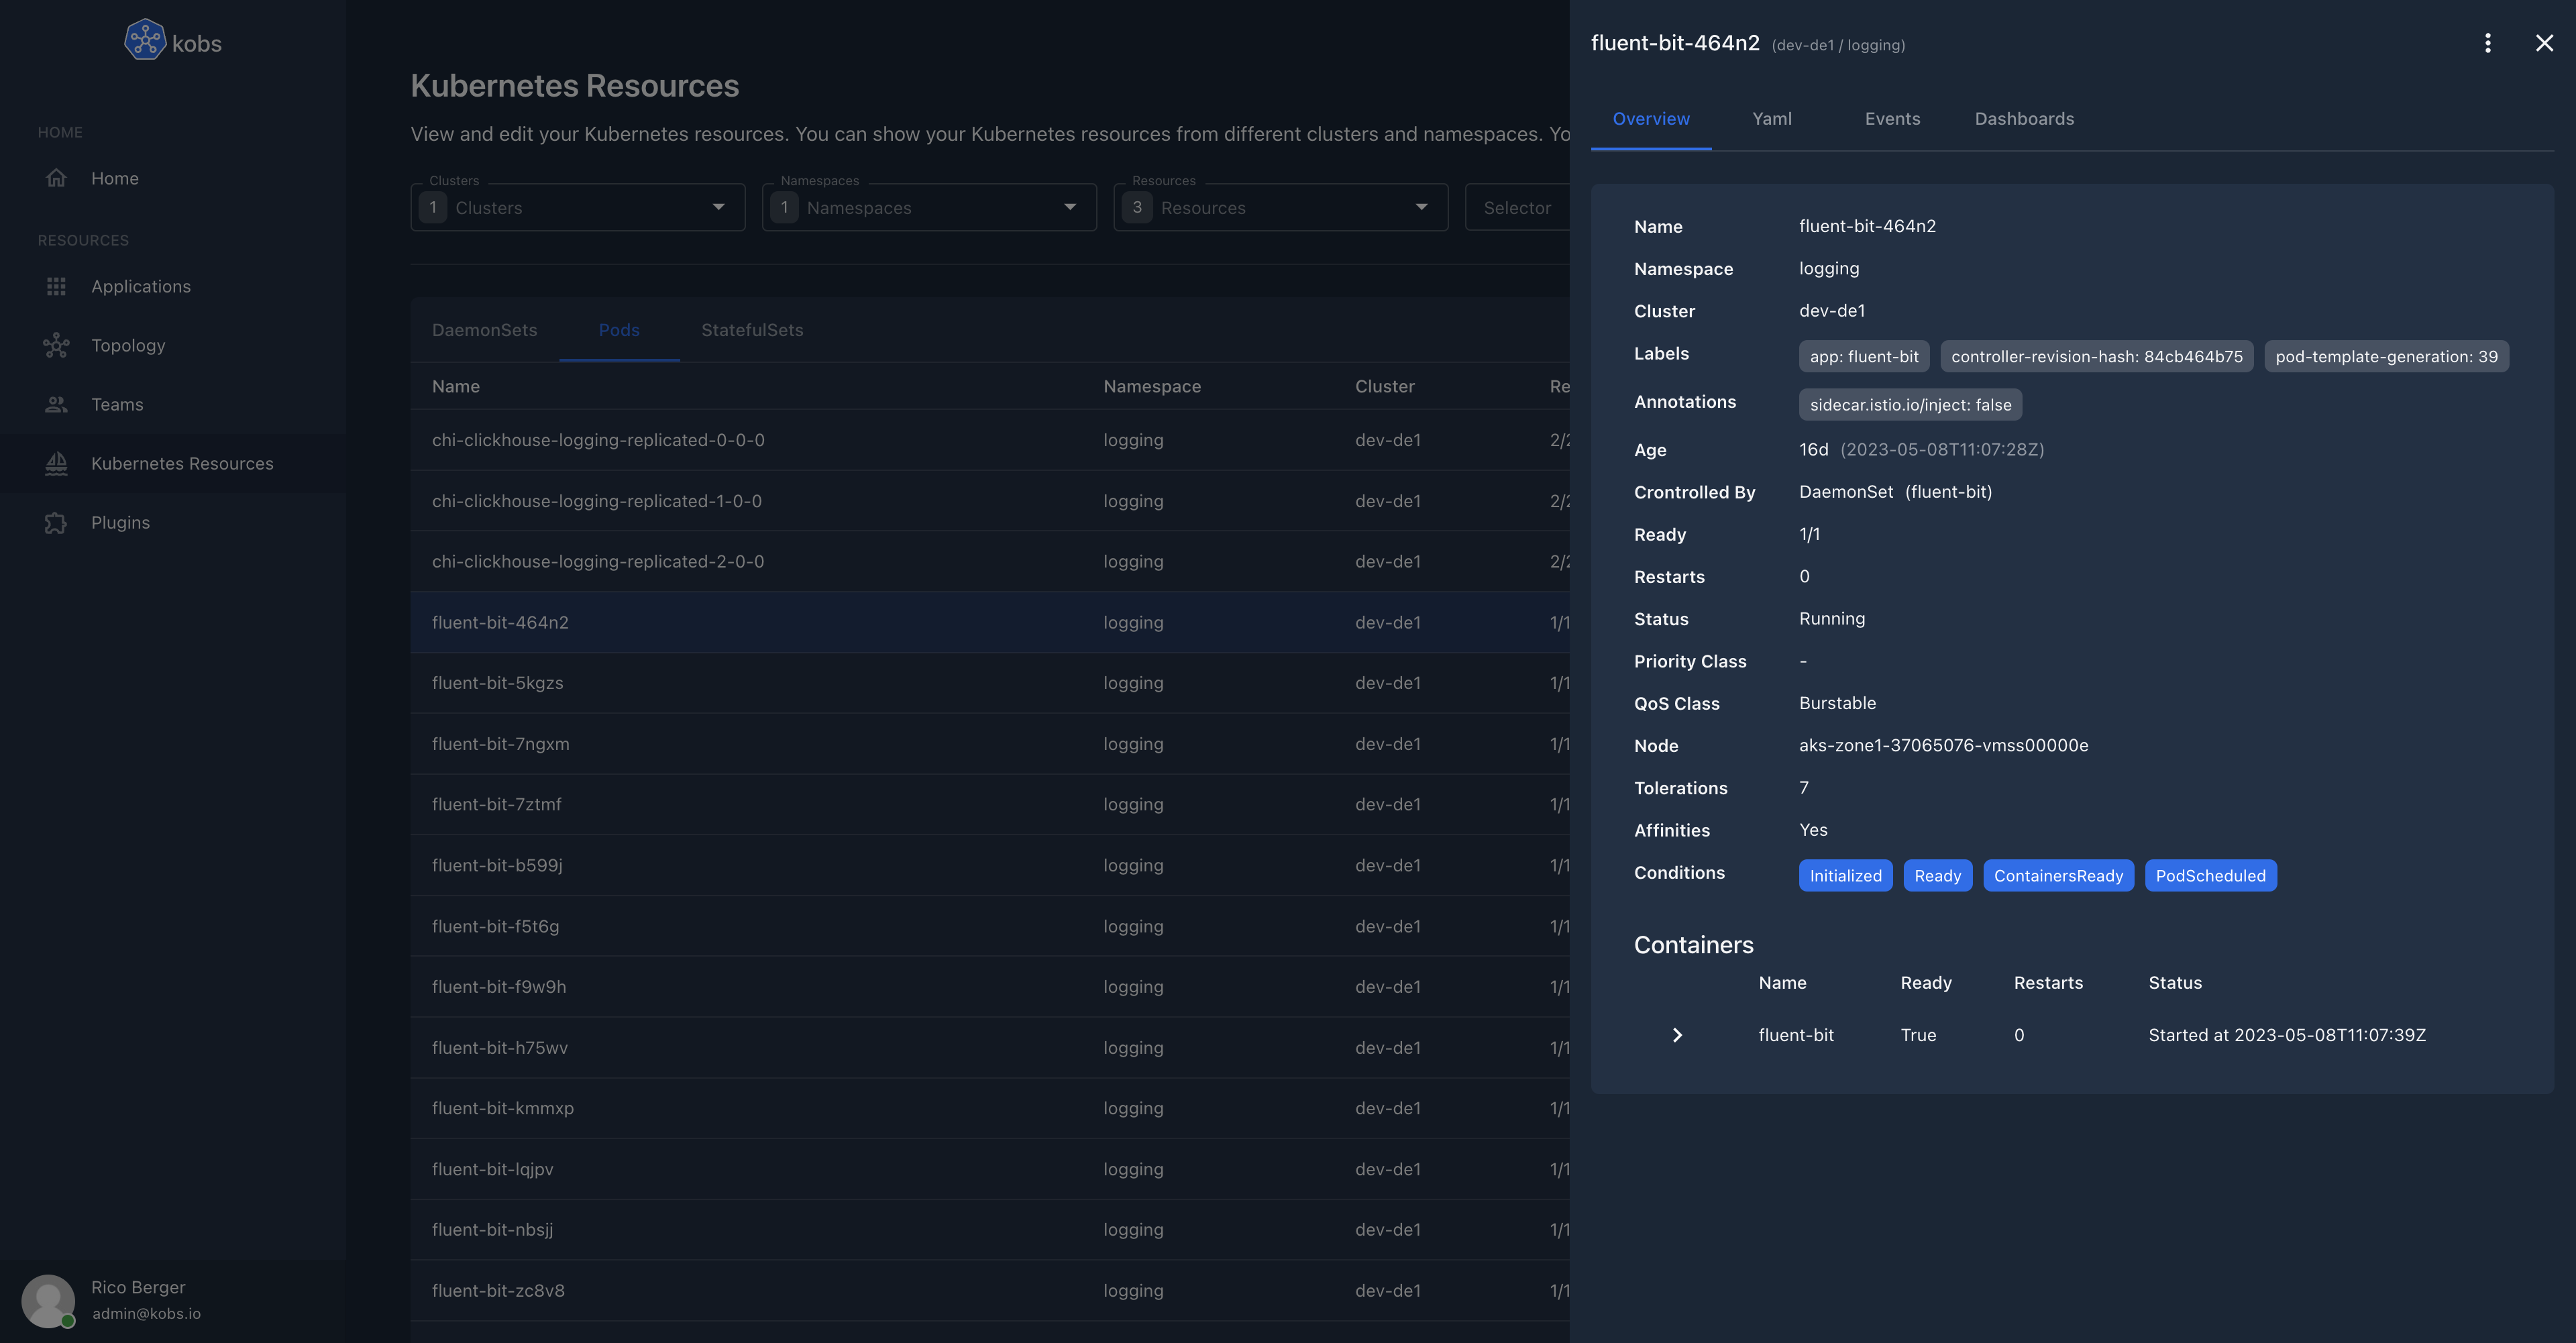 kobs
HOME
Home
RESOURCES
Applications
Topology
Teams
Kubernetes Resources
Plugins
Rico Berger
admin@kobs.io
Kubernetes Resources
View and edit your Kubernetes resources. You can show your Kubernetes resources from different clusters and namespaces. Yo
Clusters Namespaces Resources
1 Clusters 1 Namespaces 3 Resources Selector
DaemonSets Pods StatefulSets
Name Namespace Cluster Re
chi-clickhouse-logging-replicated-0-0-0 logging dev-de1 2/2
chi-clickhouse-logging-replicated-1-0-0 logging dev-de1 2/2
chi-clickhouse-logging-replicated-2-0-0 logging dev-de1 2/2
fluent-bit-464n2 logging dev-de1 1/1
fluent-bit-5kgzs logging dev-de1 1/1
fluent-bit-7ngxm logging dev-de1 1/1
fluent-bit-7ztmf logging dev-de1 1/1
fluent-bit-b599j logging dev-de1 1/1
fluent-bit-f5t6g logging dev-de1 1/1
fluent-bit-f9w9h logging dev-de1 1/1
fluent-bit-h75wv logging dev-de1 1/1
fluent-bit-kmmxp logging dev-de1 1/1
fluent-bit-lqjpv logging dev-de1 1/1
fluent-bit-nbsjj logging dev-de1 1/1
fluent-bit-zc8v8 logging dev-de1 1/1
fluent-bit-464n2 (dev-de1 / logging)
Overview Yaml Events Dashboards
Name fluent-bit-464n2
Namespace logging
Cluster dev-de1
Labels app: fluent-bit controller-revision-hash: 84cb464b75 pod-template-generation: 39
Annotations sidecar.istio.io/inject: false
Age 16d (2023-05-08T11:07:28Z)
Crontrolled By DaemonSet (fluent-bit)
Ready 1/1
Restarts 0
Status Running
Priority Class -
QoS Class Burstable
Node aks-zone1-37065076-vmss00000e
Tolerations 7
Affinities Yes
Conditions Initialized Ready ContainersReady PodScheduled
Containers
Name Ready Restarts Status
fluent-bit True 0 Started at 2023-05-08T11:07:39Z